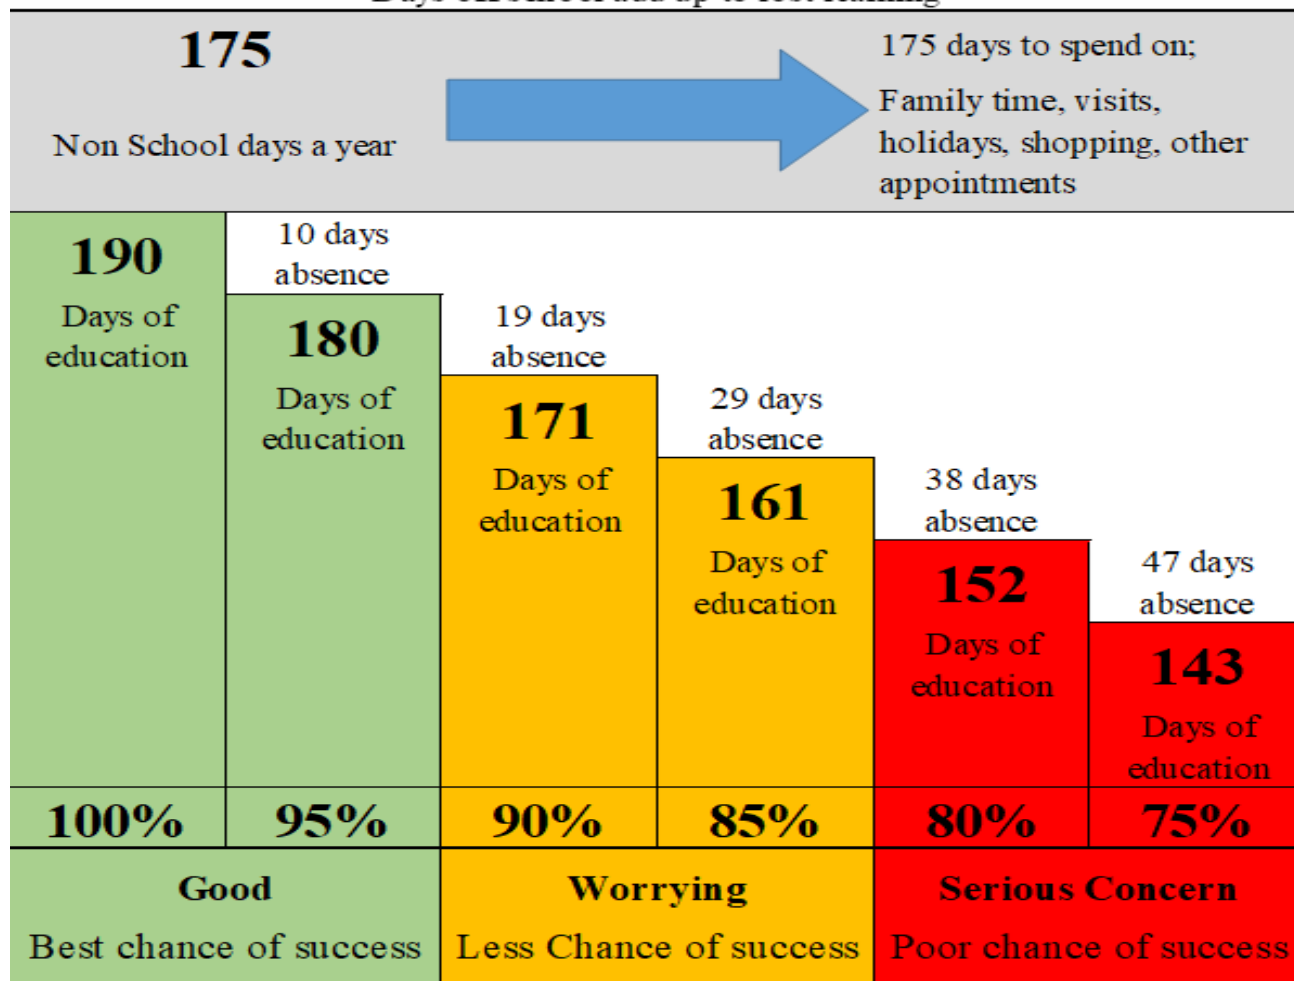 175
Non School days a year
175 days to spend on;
Family time, visits,
holidays, shopping, other
appointments
190
Days of
education
10 days
absence
180
Days of
education
19 days
absence
171
Days of
education
29 days
absence
161
Days of
education
38 days
absence
152
Days of
education
47 days
absence
143
Days of
education
100%
95%
90%
85%
80%
75%
Good
Best chance of success
Worrying
Less Chance of success
Serious Concern
Poor chance of success